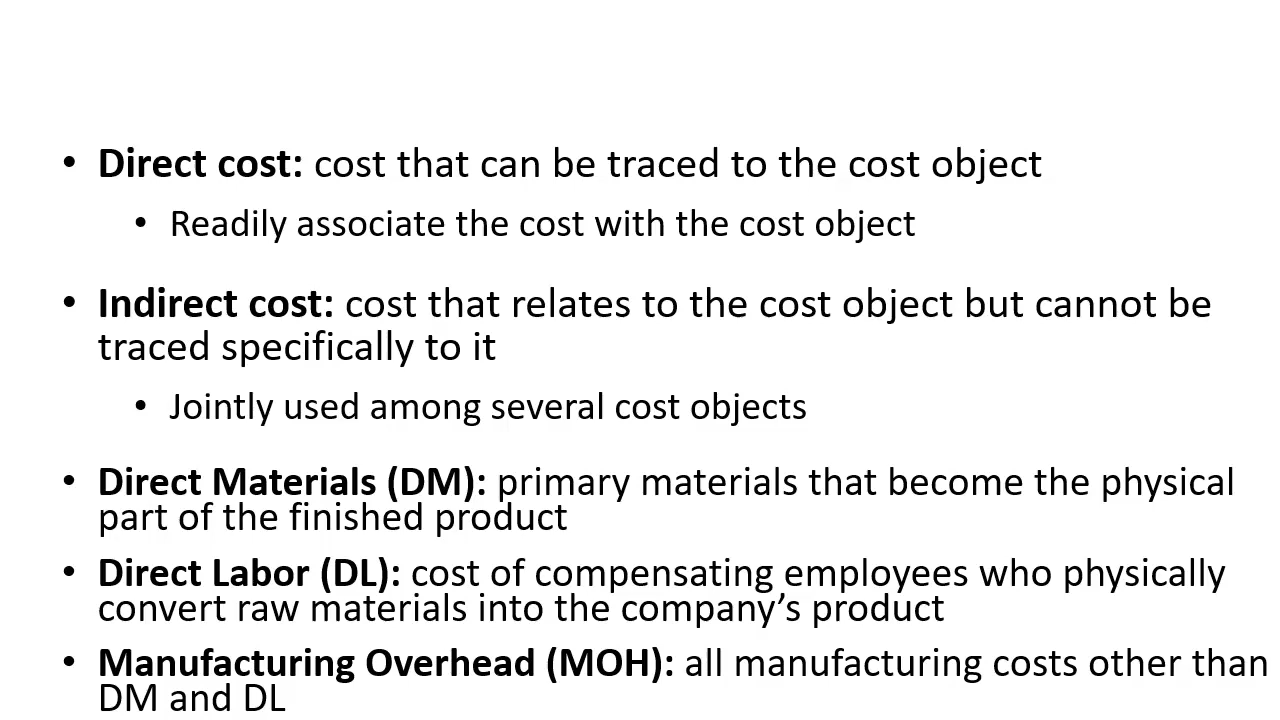 • Direct cost: cost that can be traced to the cost object
• Readily associate the cost with the cost object
• Indirect cost: cost that relates to the cost object but cannot be
traced specifically to it
• Jointly used among several cost objects
• Direct Materials (DM): primary materials that become the physical
part of the finished product
• Direct Labor (DL): cost of compensating employees who physically
convert raw materials into the company’s product
• Manufacturing Overhead (MOH): all manufacturing costs other than
DM and DL